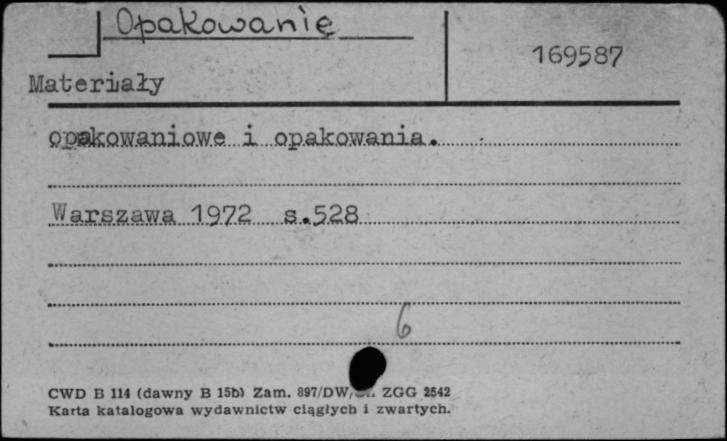 Opakowanie
169587
Materiały
opakowaniowe i opakowania.
Warszawa 1972 s.528
6
CWD B 114 (dawny B 15b) Zam. 897/DW/ ZGG 2542
Karta katalogowa wydawnictw ciągłych i zwartych.